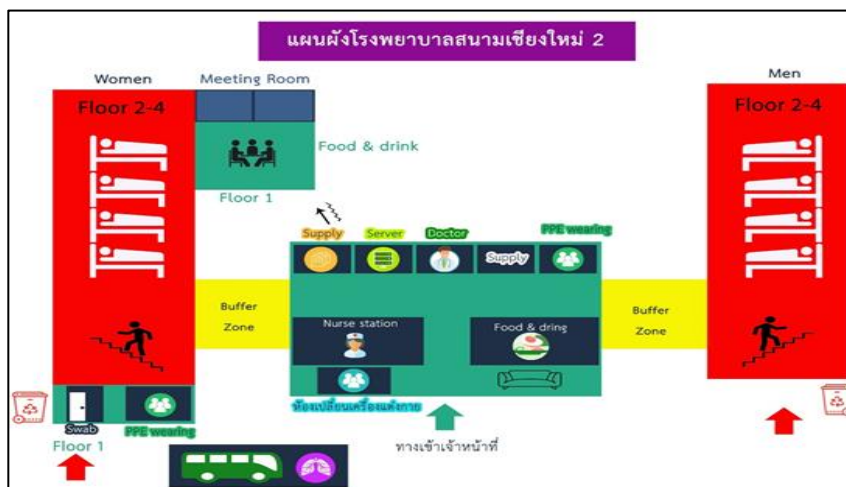 แผนผังโรงพยาบาลสนามเชียงใหม่ 2
Women
Meeting Room
Men
Floor 2-4
Floor 2-4
Food & drink
Floor 1
Supply
Server
Doctor
Supply
PPE wearing
Buffer
Zone
Nurse station
Food & dring
Buffer
Zone
ห้องเปลี่ยนเครื่องแต่งกาย
Swab
PPE wearing
Floor 1
ทางเข้าเจ้าหน้าที่